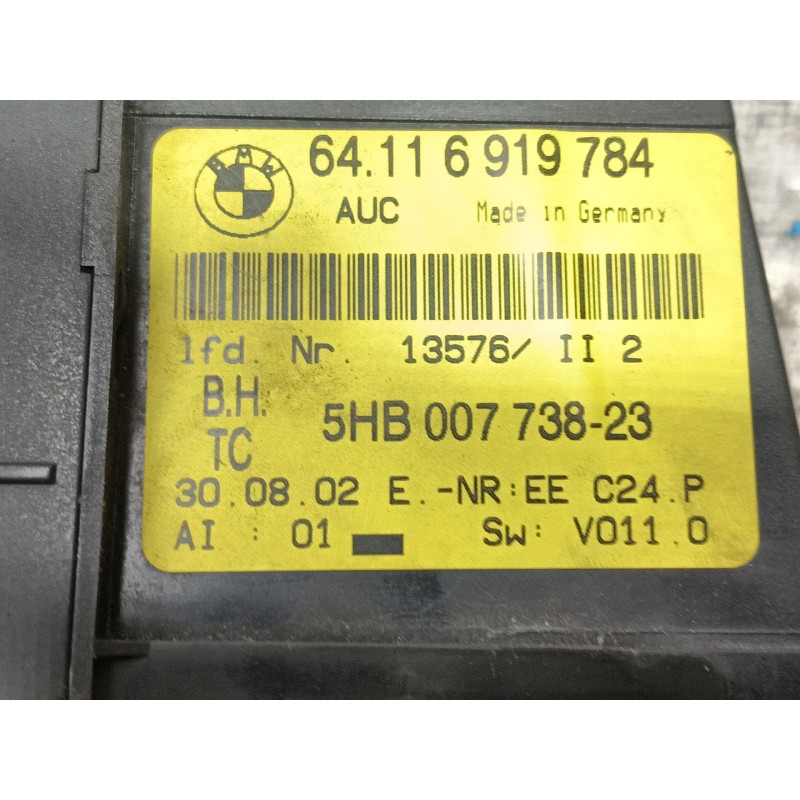 BMW
64.11 6 919 784
AUC Made in Germany
lfd. Nr. 13576/ II 2
B.H.
TC
5HB 007 738-23
30.08.02 E.-NR:EE C24.P
AI : 01 Sw: V011.0